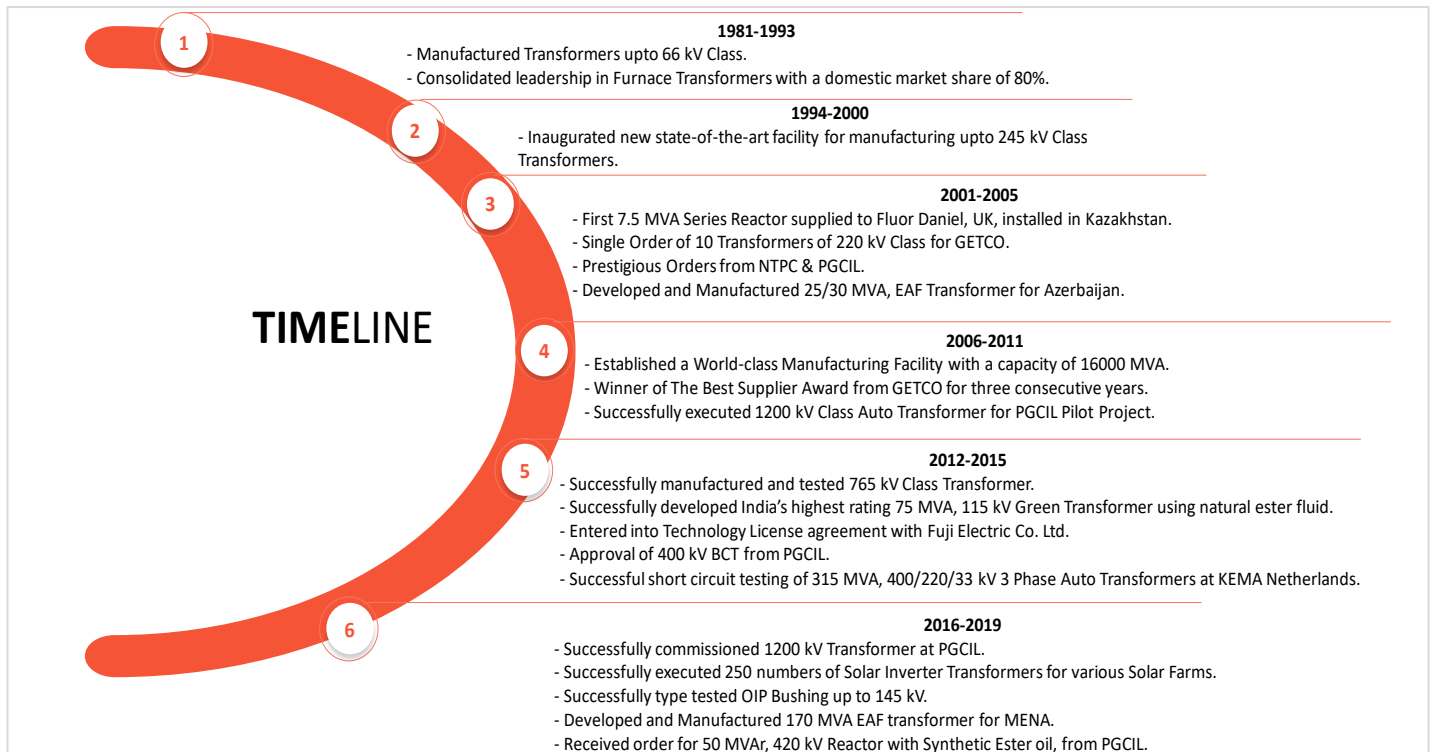 1
1981-1993
- Manufactured Transformers upto 66 kV Class.
- Consolidated leadership in Furnace Transformers with a domestic market share of 80%.
2
1994-2000
- Inaugurated new state-of-the-art facility for manufacturing upto 245 kV Class
Transformers.
3
2001-2005
- First 7.5 MVA Series Reactor supplied to Fluor Daniel, UK, installed in Kazakhstan.
- Single Order of 10 Transformers of 220 kV Class for GETCO.
- Prestigious Orders from NTPC & PGCIL.
- Developed and Manufactured 25/30 MVA, EAF Transformer for Azerbaijan.
TIMELINE
4
2006-2011
- Established a World-class Manufacturing Facility with a capacity of 16000 MVA.
- Winner of The Best Supplier Award from GETCO for three consecutive years.
- Successfully executed 1200 kV Class Auto Transformer for PGCIL Pilot Project.
5
2012-2015
- Successfully manufactured and tested 765 kV Class Transformer.
- Successfully developed India’s highest rating 75 MVA, 115 kV Green Transformer using natural ester fluid.
- Entered into Technology License agreement with Fuji Electric Co. Ltd.
- Approval of 400 kV BCT from PGCIL.
- Successful short circuit testing of 315 MVA, 400/220/33 kV 3 Phase Auto Transformers at KEMA Netherlands.
6
2016-2019
- Successfully commissioned 1200 kV Transformer at PGCIL.
- Successfully executed 250 numbers of Solar Inverter Transformers for various Solar Farms.
- Successfully type tested OIP Bushing up to 145 kV.
- Developed and Manufactured 170 MVA EAF transformer for MENA.
- Received order for 50 MVAr, 420 kV Reactor with Synthetic Ester oil, from PGCIL.